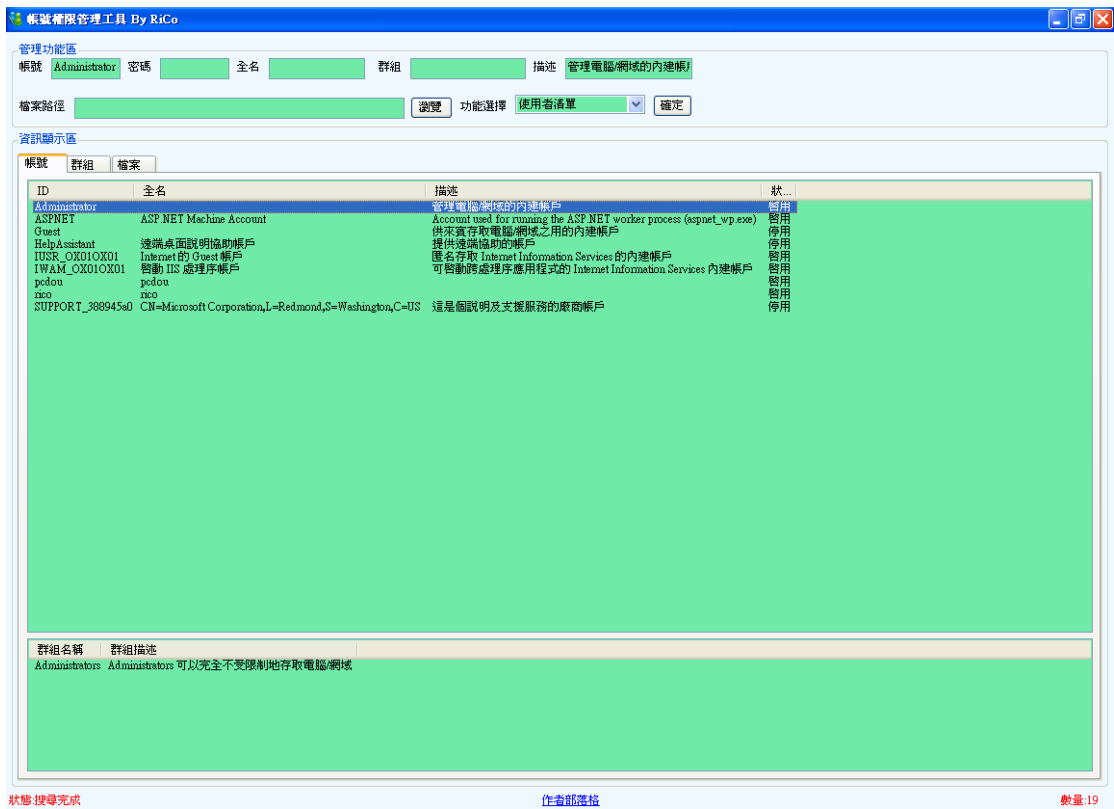 帳號權限管理工具 By RiCo
管理功能區
帳號 Administrator 密碼 全名 群組 描述 管理電腦/網域的內建帳戶
檔案路徑 瀏覽 功能選擇 使用者清單 確定
資訊顯示區
帳號 群組 檔案
ID 全名 描述 狀...
Administrator 管理電腦/網域的內建帳戶 啓用
ASPNET ASP.NET Machine Account Account used for running the ASP.NET worker process (aspnet_wp.exe) 啓用
Guest 供來賓存取電腦/網域之用的內建帳戶 停用
HelpAssistant 遠端桌面說明協助帳戶 提供遠端協助的帳戶 停用
IUSR_OX01OX01 Internet 的 Guest 帳戶 匿名存取 Internet Information Services 的內建帳戶 啓用
IWAM_OX01OX01 啓動 IIS 處理序帳戶 可啓動跨處理序應用程式的 Internet Information Services 內建帳戶 啓用
pcdou pcdou 啓用
rico rico 啓用
SUPPORT_388945a0 CN=Microsoft Corporation,L=Redmond,S=Washington,C=US 這是個說明及支援服務的廠商帳戶 停用
群組名稱 群組描述
Administrators Administrators 可以完全不受限制地存取電腦/網域
狀態:搜尋完成 作者部落格 數量:19